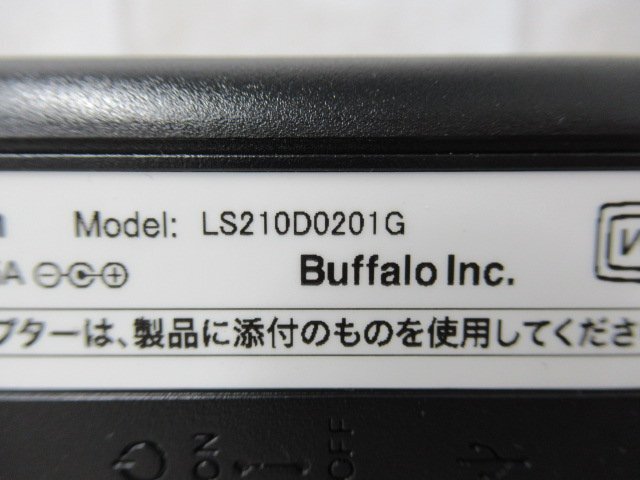 Model: LS210D0201G
A
Buffalo Inc.
プターは、製品に添付のものを使用してくださ
ON
OFF